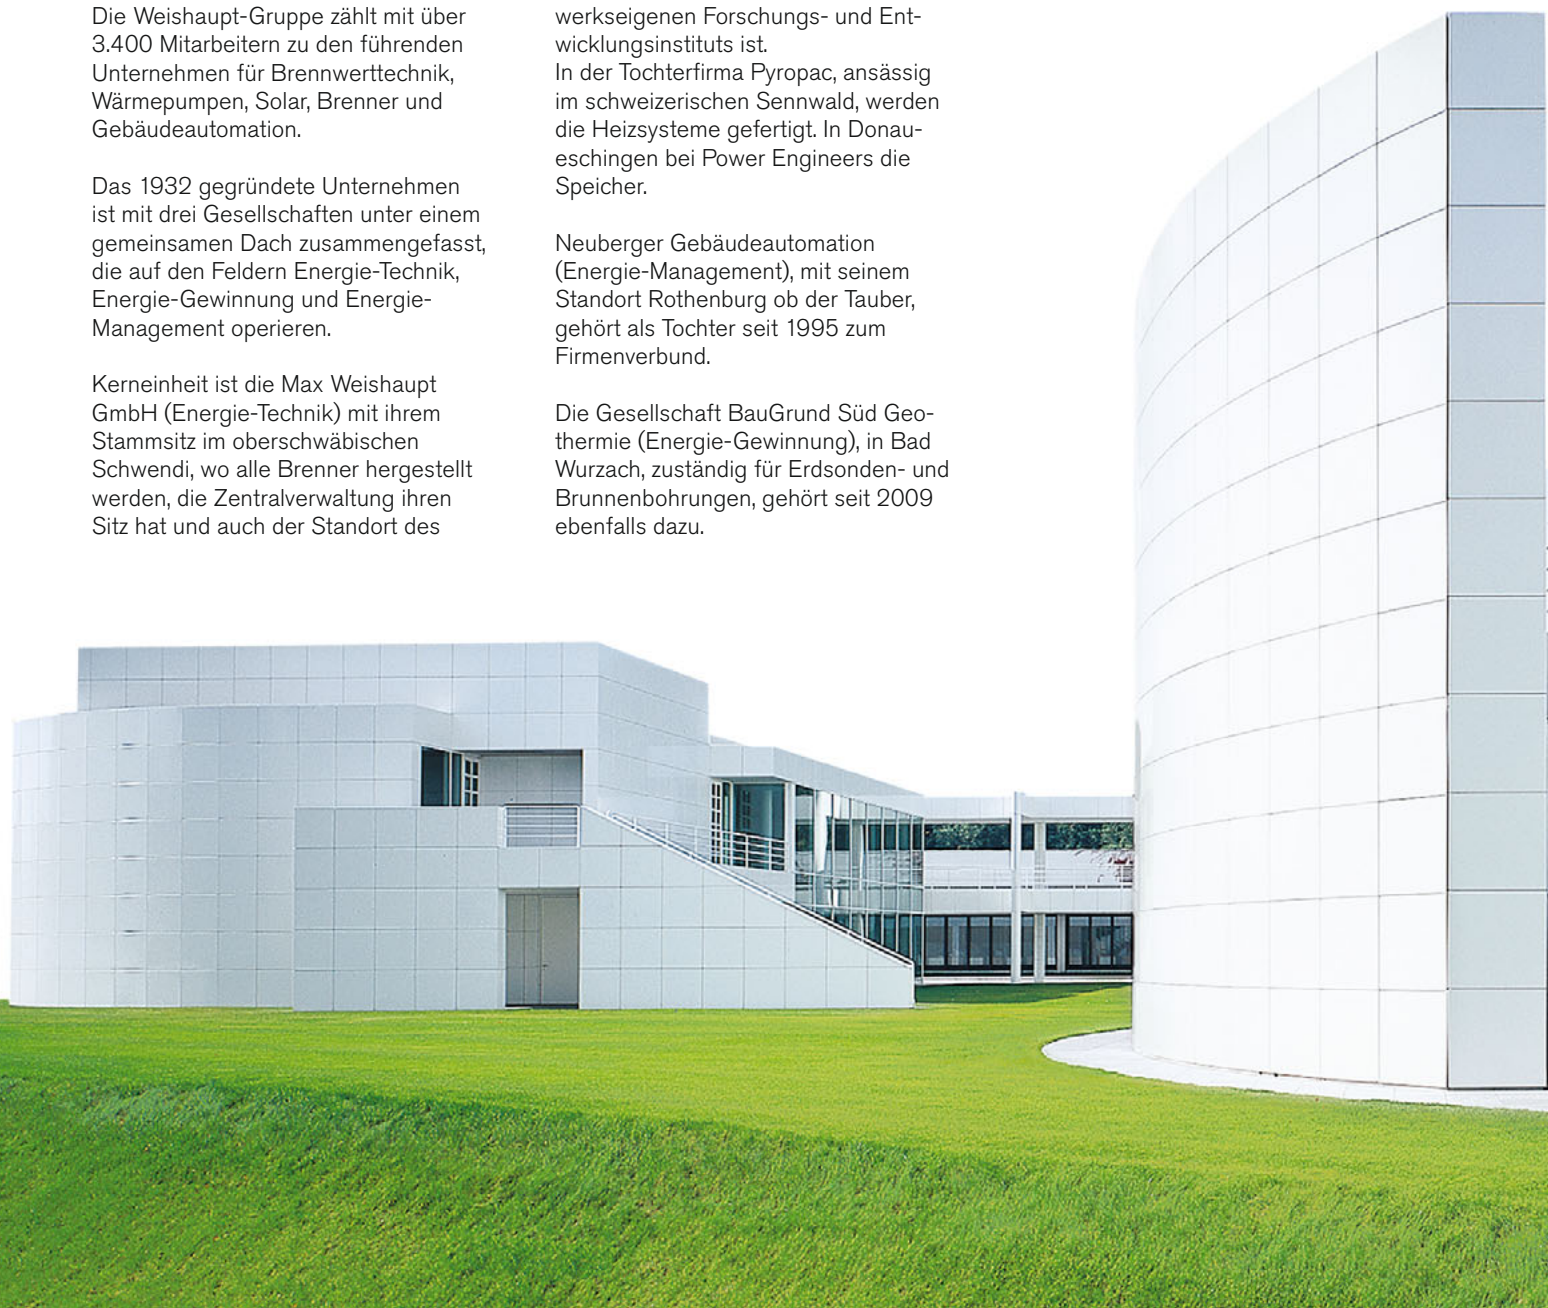 Die Weishaupt-Gruppe zählt mit über
3.400 Mitarbeitern zu den führenden
Unternehmen für Brennwerttechnik,
Wärmepumpen, Solar, Brenner und
Gebäudeautomation.

Das 1932 gegründete Unternehmen
ist mit drei Gesellschaften unter einem
gemeinsamen Dach zusammengefasst,
die auf den Feldern Energie-Technik,
Energie-Gewinnung und Energie-
Management operieren.

Kerneinheit ist die Max Weishaupt
GmbH (Energie-Technik) mit ihrem
Stammsitz im oberschwäbischen
Schwendi, wo alle Brenner hergestellt
werden, die Zentralverwaltung ihren
Sitz hat und auch der Standort des
werkseigenen Forschungs- und Ent-
wicklungsinstituts ist.
In der Tochterfirma Pyropac, ansässig
im schweizerischen Sennwald, werden
die Heizsysteme gefertigt. In Donau-
eschingen bei Power Engineers die
Speicher.

Neuberger Gebäudeautomation
(Energie-Management), mit seinem
Standort Rothenburg ob der Tauber,
gehört als Tochter seit 1995 zum
Firmenverbund.

Die Gesellschaft BauGrund Süd Geo-
thermie (Energie-Gewinnung), in Bad
Wurzach, zuständig für Erdsonden- und
Brunnenbohrungen, gehört seit 2009
ebenfalls dazu.